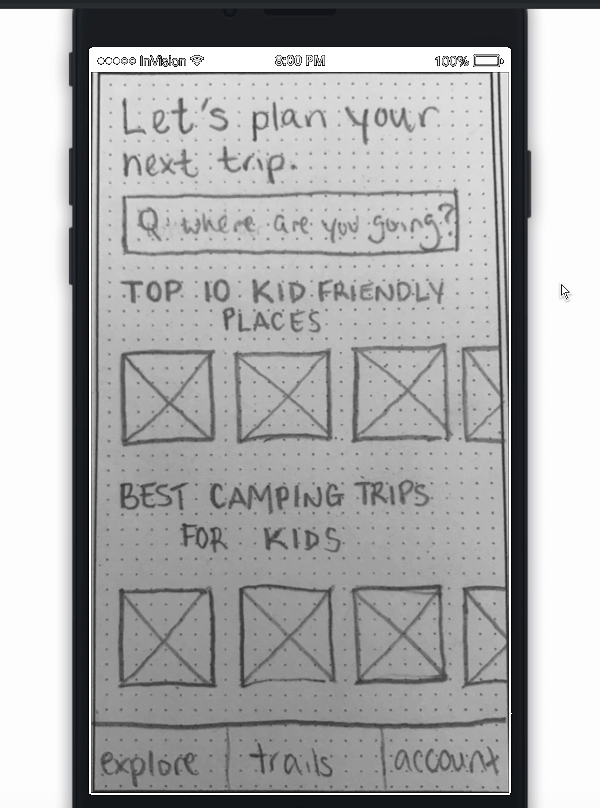 InVision 8:00 PM 100%
Let's plan your
next trip.
Q where are you going?
TOP 10 KID FRIENDLY
PLACES
BEST CAMPING TRIPS
FOR KIDS
explore trails account